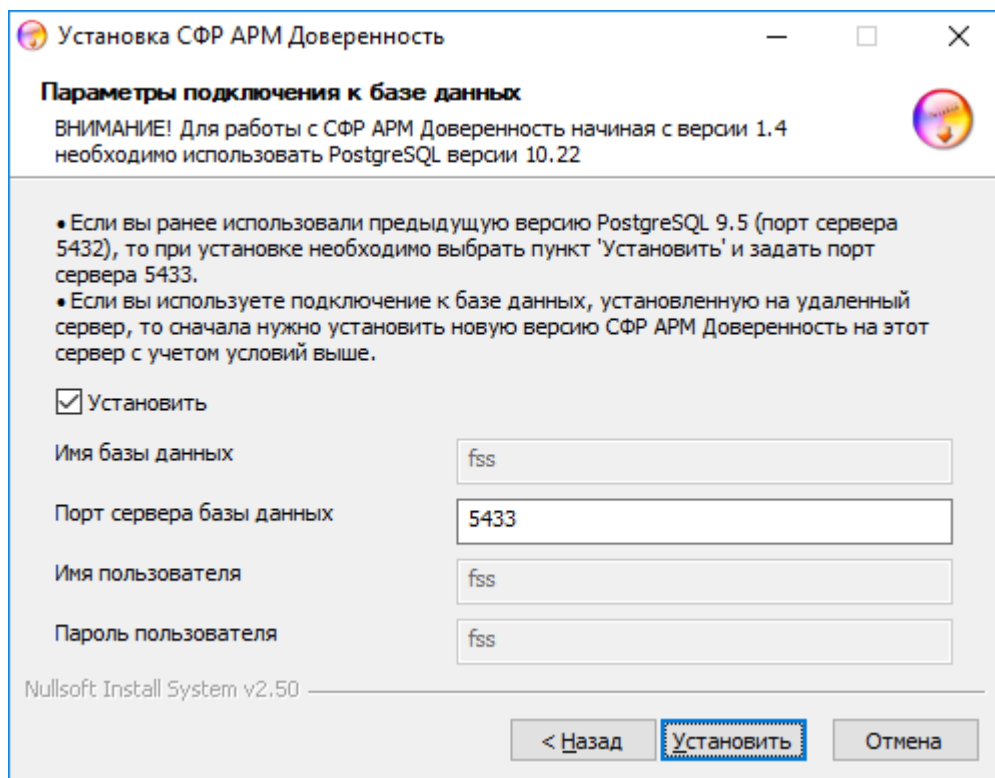 Установка СФР АРМ Доверенность
Параметры подключения к базе данных
ВНИМАНИЕ! Для работы с СФР АРМ Доверенность начиная с версии 1.4
необходимо использовать PostgreSQL версии 10.22
• Если вы ранее использовали предыдущую версию PostgreSQL 9.5 (порт сервера
5432), то при установке необходимо выбрать пункт 'Установить' и задать порт
сервера 5433.
• Если вы используете подключение к базе данных, установленную на удаленный
сервер, то сначала нужно установить новую версию СФР АРМ Доверенность на этот
сервер с учетом условий выше.
Установить
Имя базы данных
fss
Порт сервера базы данных
5433
Имя пользователя
fss
Пароль пользователя
fss
Nullsoft Install System v2.50
< Назад
Установить
Отмена